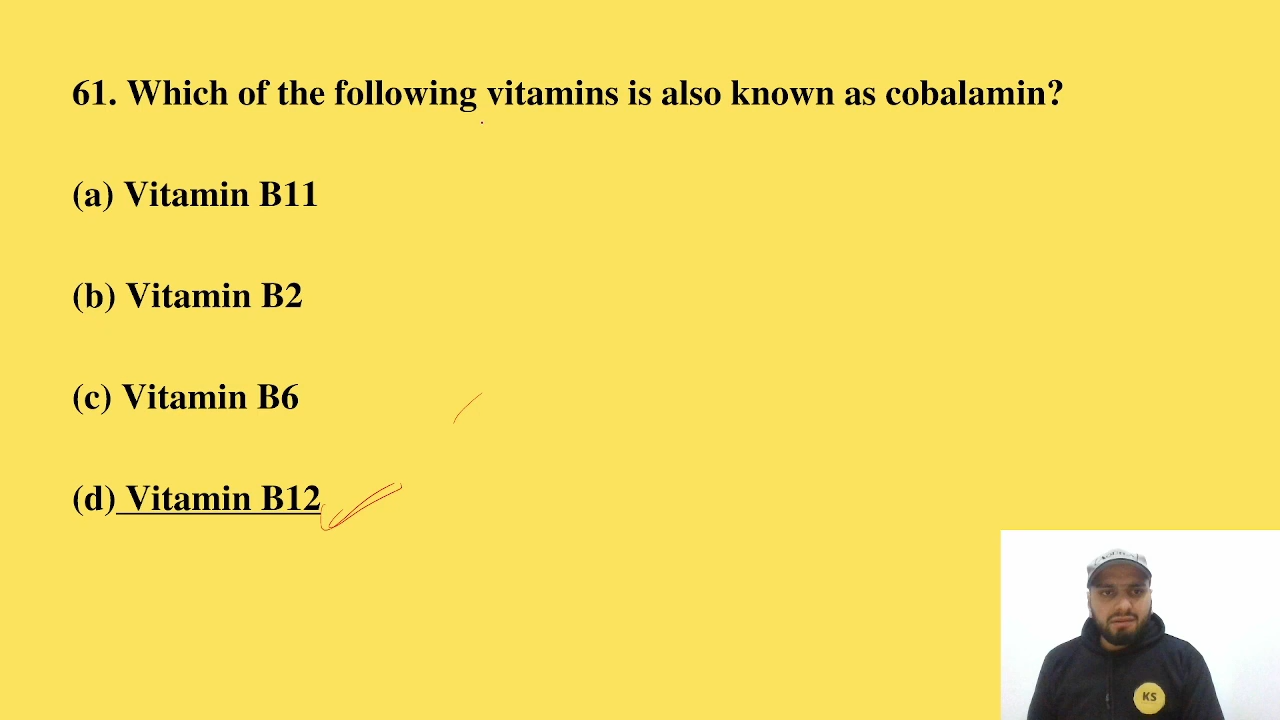 61. Which of the following vitamins is also known as cobalamin?
(a) Vitamin B11
(b) Vitamin B2
(c) Vitamin B6
(d) Vitamin B12
KS